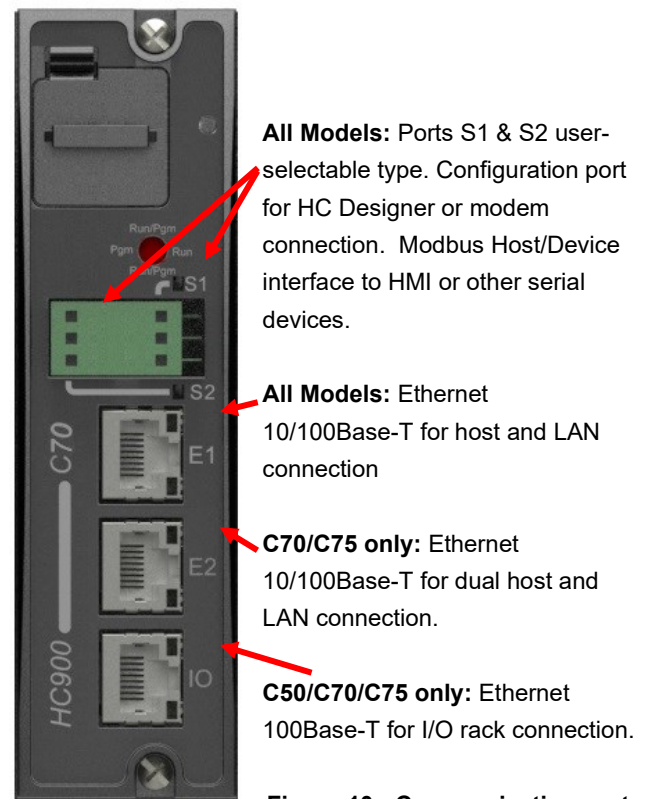 Run/Pgm
Pgm
Run
Run/Pgm
S1
S2
C70
E1
E2
HC900
IO
All Models: Ports S1 & S2 user-
selectable type. Configuration port
for HC Designer or modem
connection. Modbus Host/Device
interface to HMI or other serial
devices.
All Models: Ethernet
10/100Base-T for host and LAN
connection
C70/C75 only: Ethernet
10/100Base-T for dual host and
LAN connection.
C50/C70/C75 only: Ethernet
100Base-T for I/O rack connection.